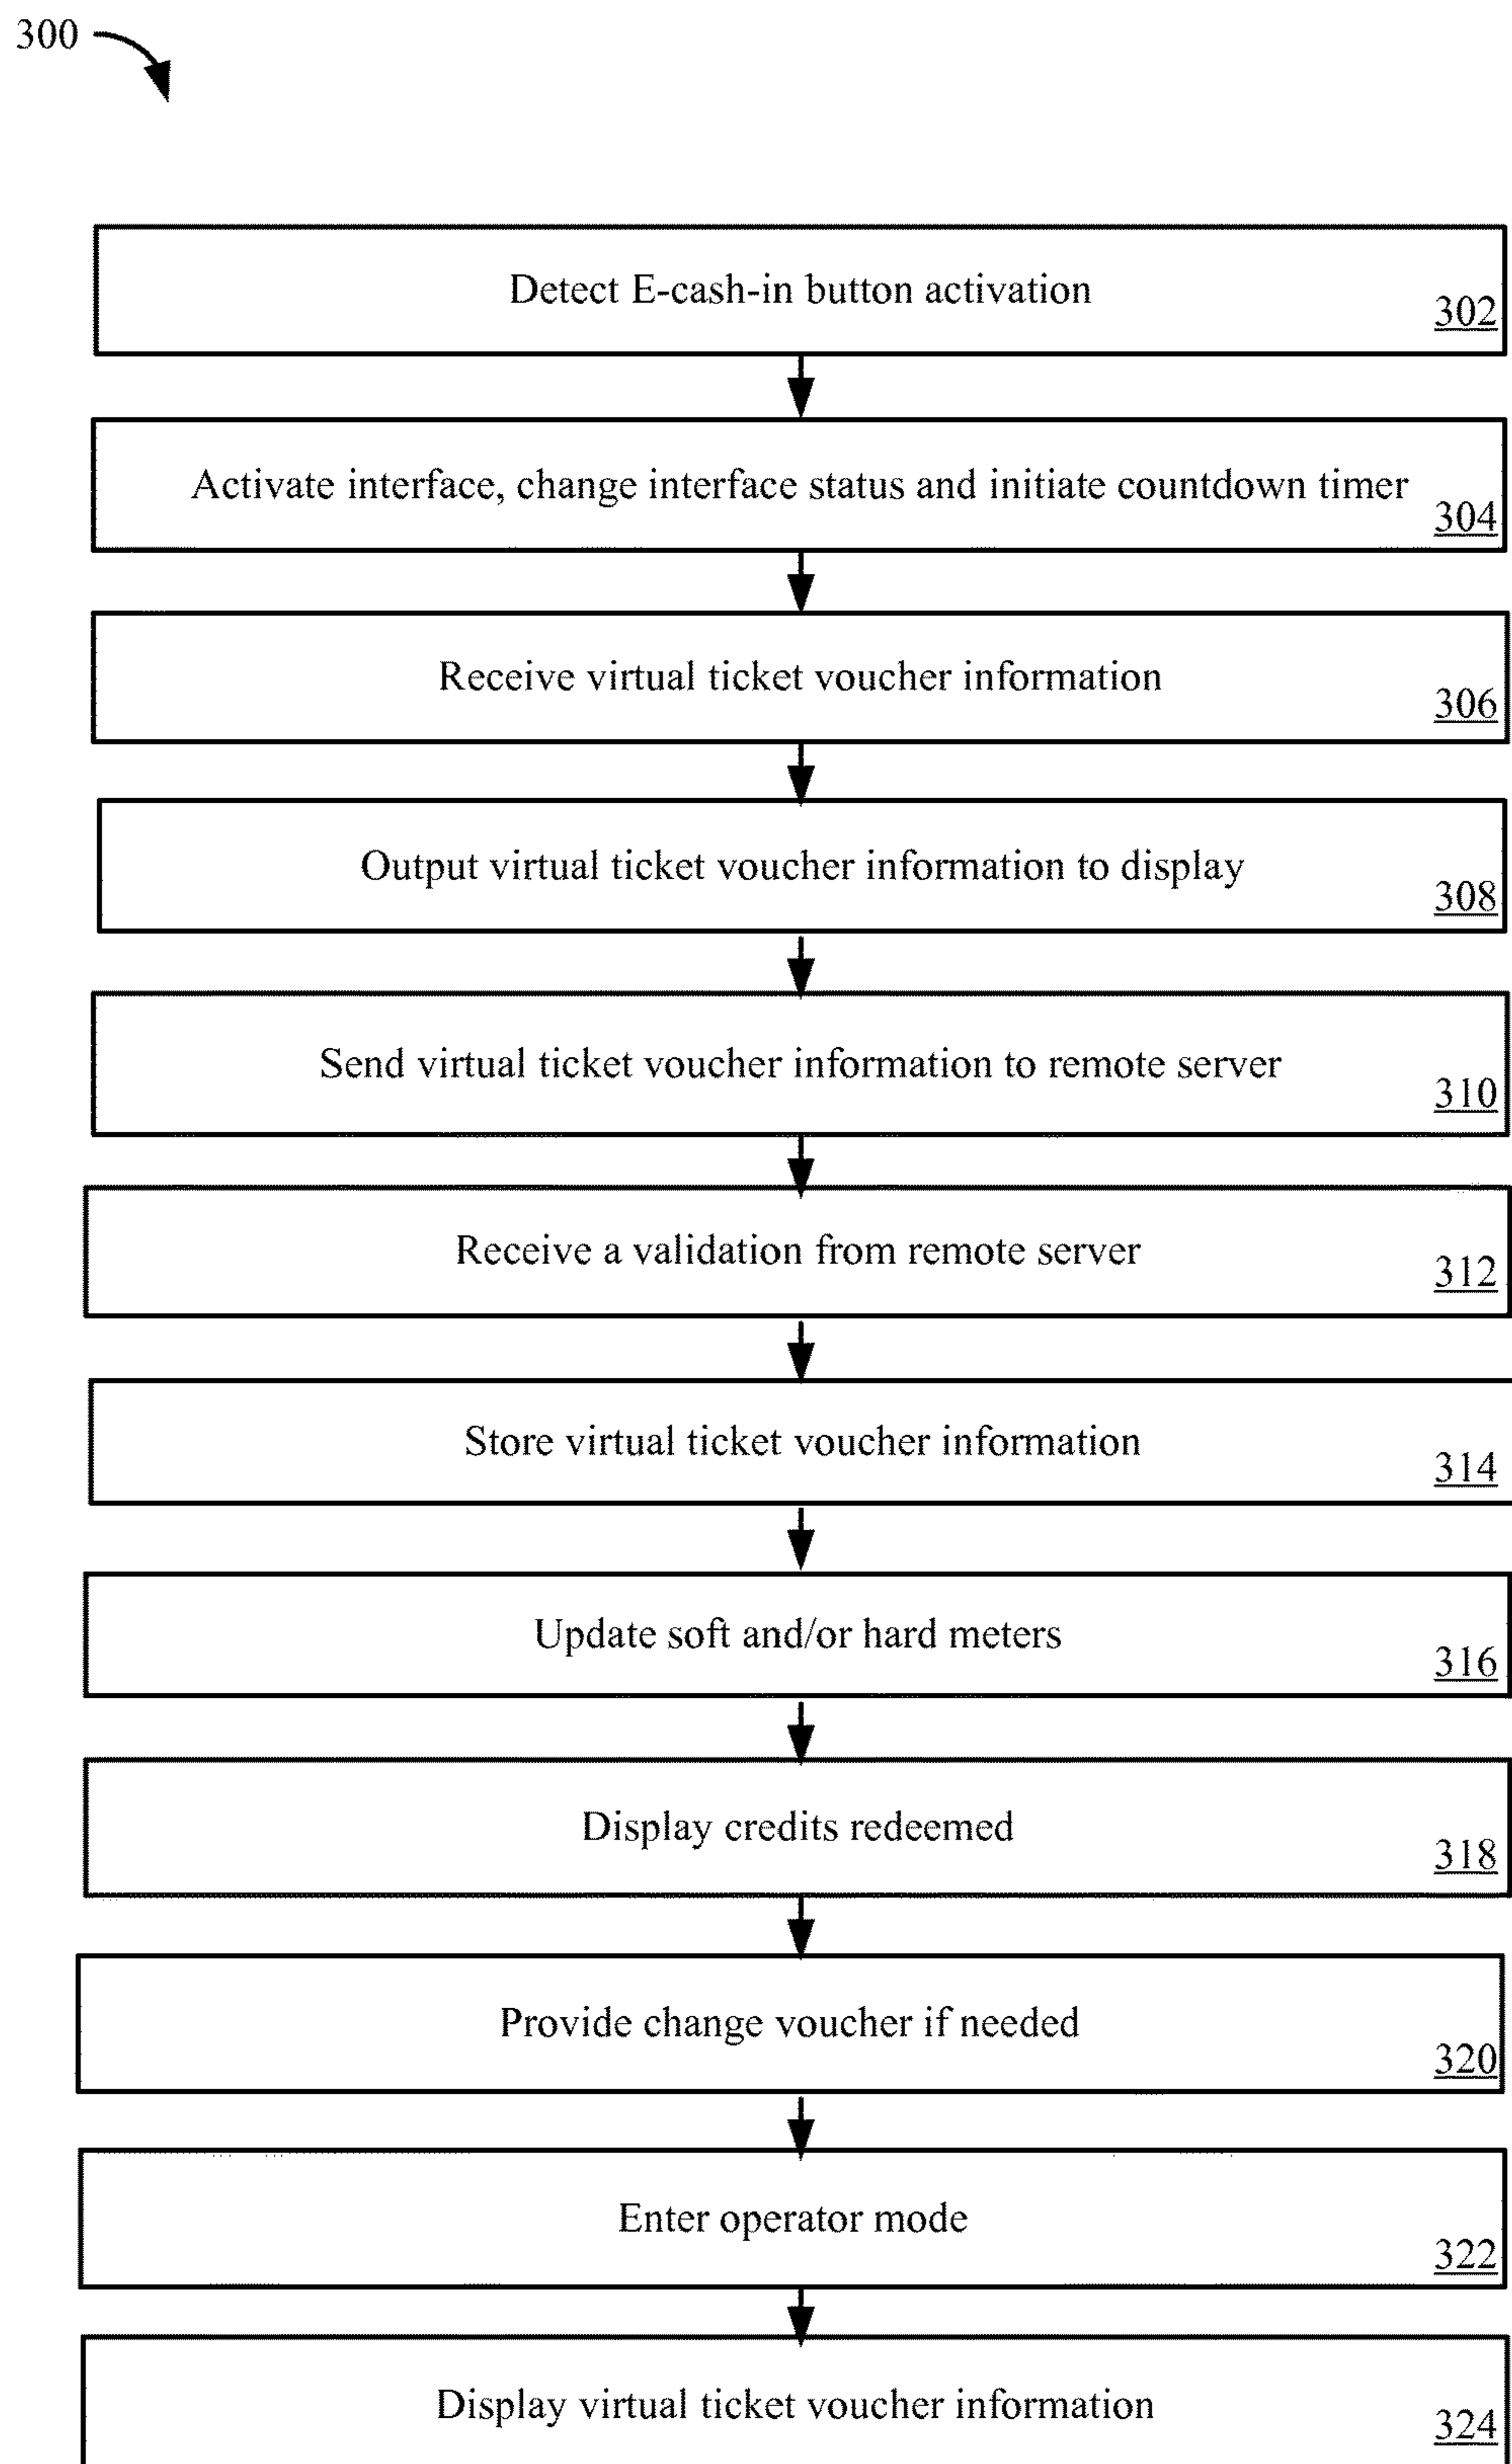 300
Detect E-cash-in button activation
302
Activate interface, change interface status and initiate countdown timer
304
Receive virtual ticket voucher information
306
Output virtual ticket voucher information to display
308
Send virtual ticket voucher information to remote server
310
Receive a validation from remote server
312
Store virtual ticket voucher information
314
Update soft and/or hard meters
316
Display credits redeemed
318
Provide change voucher if needed
320
Enter operator mode
322
Display virtual ticket voucher information
324